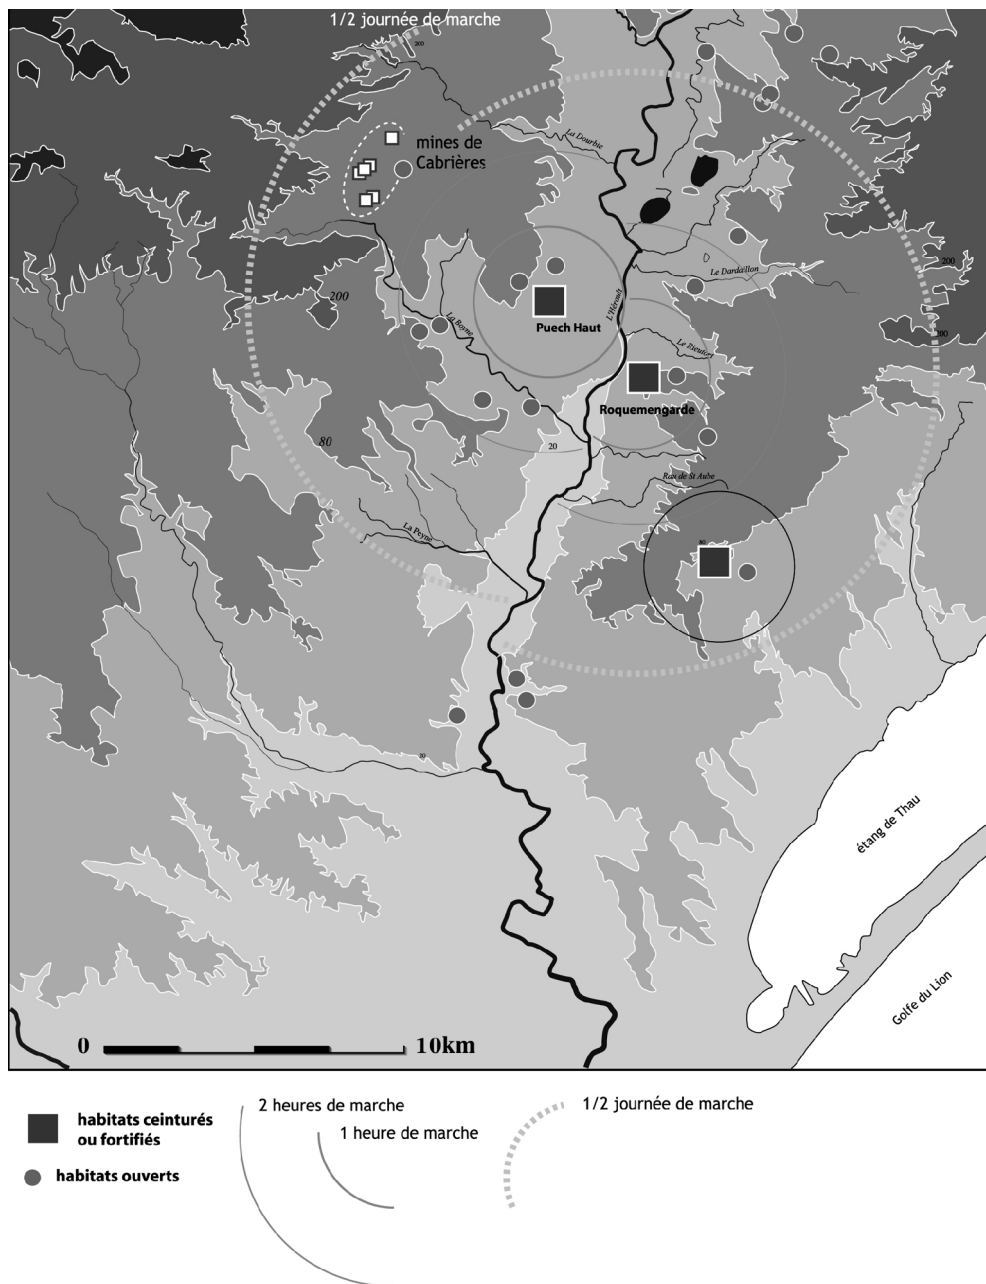 1/2 journée de marche
200
La Dourbie
mines de
Cabrières
200
Le Dardaillon
200
L'Hérault
La Boyne
Puech Haut
200
Le Rieutort
Roquemengarde
80
20
Rau de St Aube
La Peyne
80
20
étang de Thau
Golfe du Lion
0 10km
habitats ceinturés
ou fortifiés
habitats ouverts
2 heures de marche
1 heure de marche
1/2 journée de marche